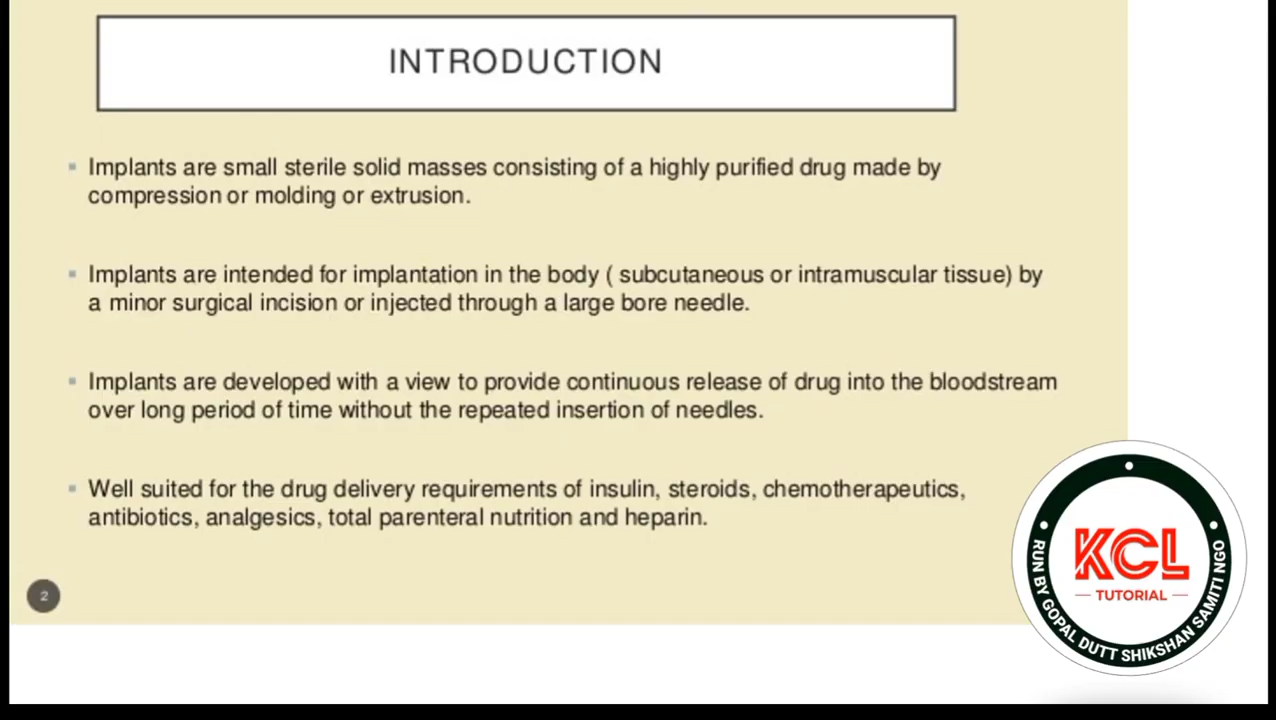 INTRODUCTION
▪ Implants are small sterile solid masses consisting of a highly purified drug made by
compression or molding or extrusion.
▪ Implants are intended for implantation in the body ( subcutaneous or intramuscular tissue) by
a minor surgical incision or injected through a large bore needle.
▪ Implants are developed with a view to provide continuous release of drug into the bloodstream
over long period of time without the repeated insertion of needles.
▪ Well suited for the drug delivery requirements of insulin, steroids, chemotherapeutics,
antibiotics, analgesics, total parenteral nutrition and heparin.
2
KCL
TUTORIAL
RUN BY GOPAL DUTT SHIKSHAN SAMITI NGO